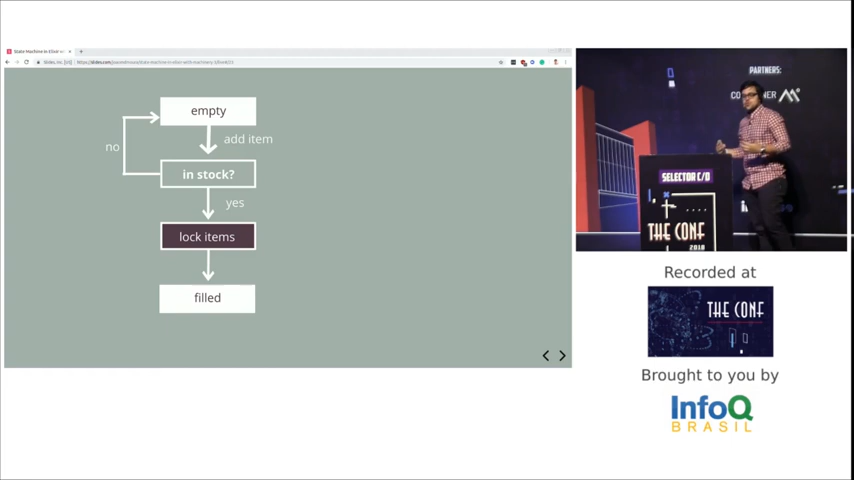 empty
add item
no
in stock?
yes
lock items
filled
PARTNERS:
SELECTOR C/O
THE CONF
2018
Recorded at
THE CONF
Brought to you by
InfoQ
BRASIL